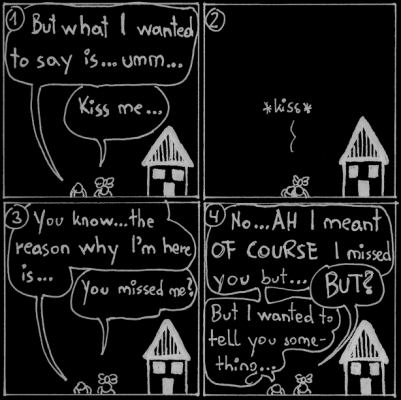 1
But what I wanted
to say is...umm...
Kiss me...
2
*kiss*
3
You know...the
reason why I'm here
is...
You missed me?
4
No...AH I meant
OF COURSE I missed
you but...
BUT?
But I wanted to
tell you some-
thing...